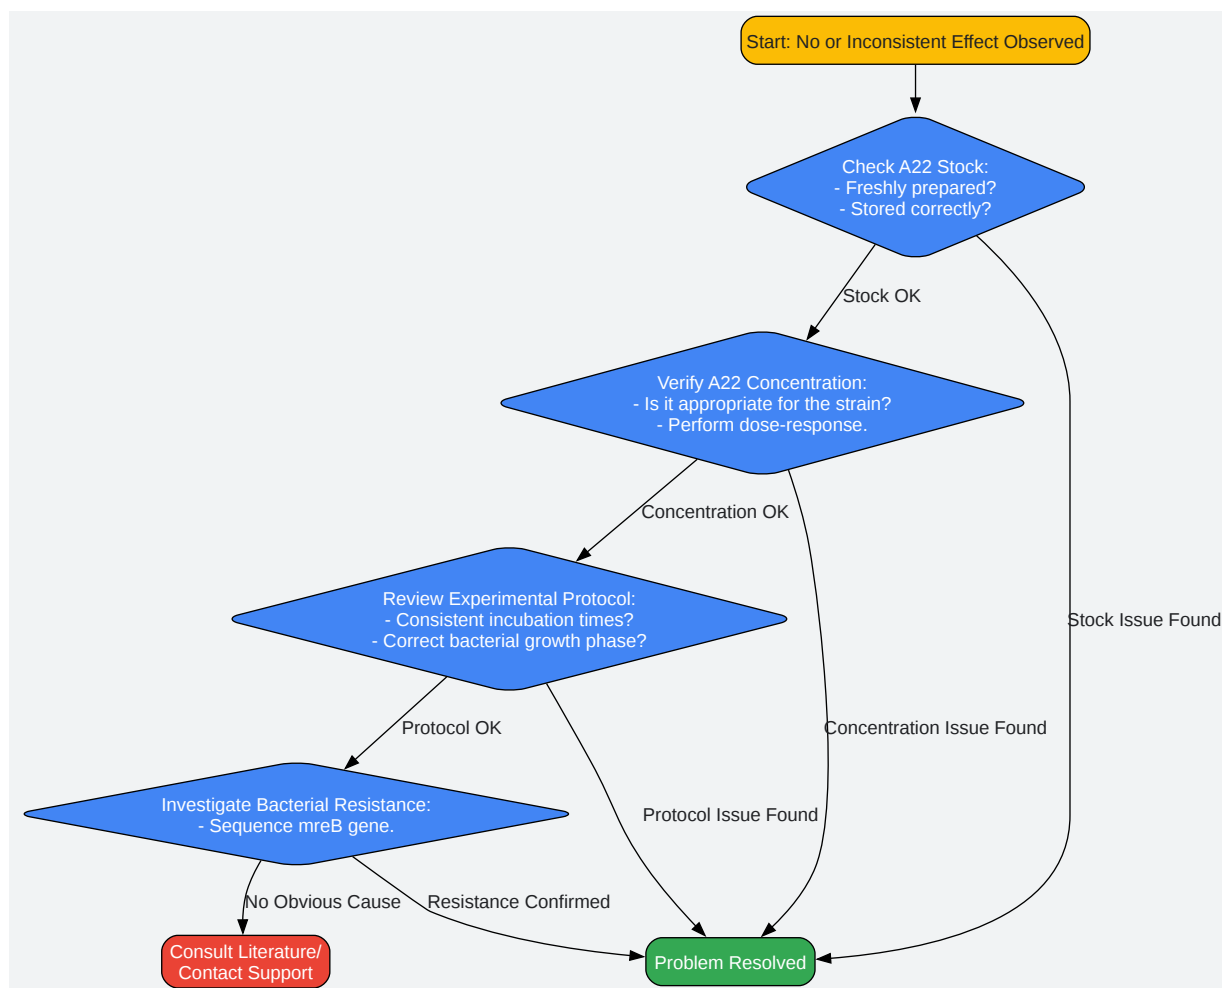 Start: No or Inconsistent Effect Observed
Check A22 Stock:
- Freshly prepared?
- Stored correctly?
Stock OK
Verify A22 Concentration:
- Is it appropriate for the strain?
- Perform dose-response.
Concentration OK
Review Experimental Protocol:
- Consistent incubation times?
- Correct bacterial growth phase?
Stock Issue Found
Protocol OK
Concentration Issue Found
Investigate Bacterial Resistance:
- Sequence mreB gene.
Protocol Issue Found
No Obvious Cause
Resistance Confirmed
Consult Literature/
Contact Support
Problem Resolved